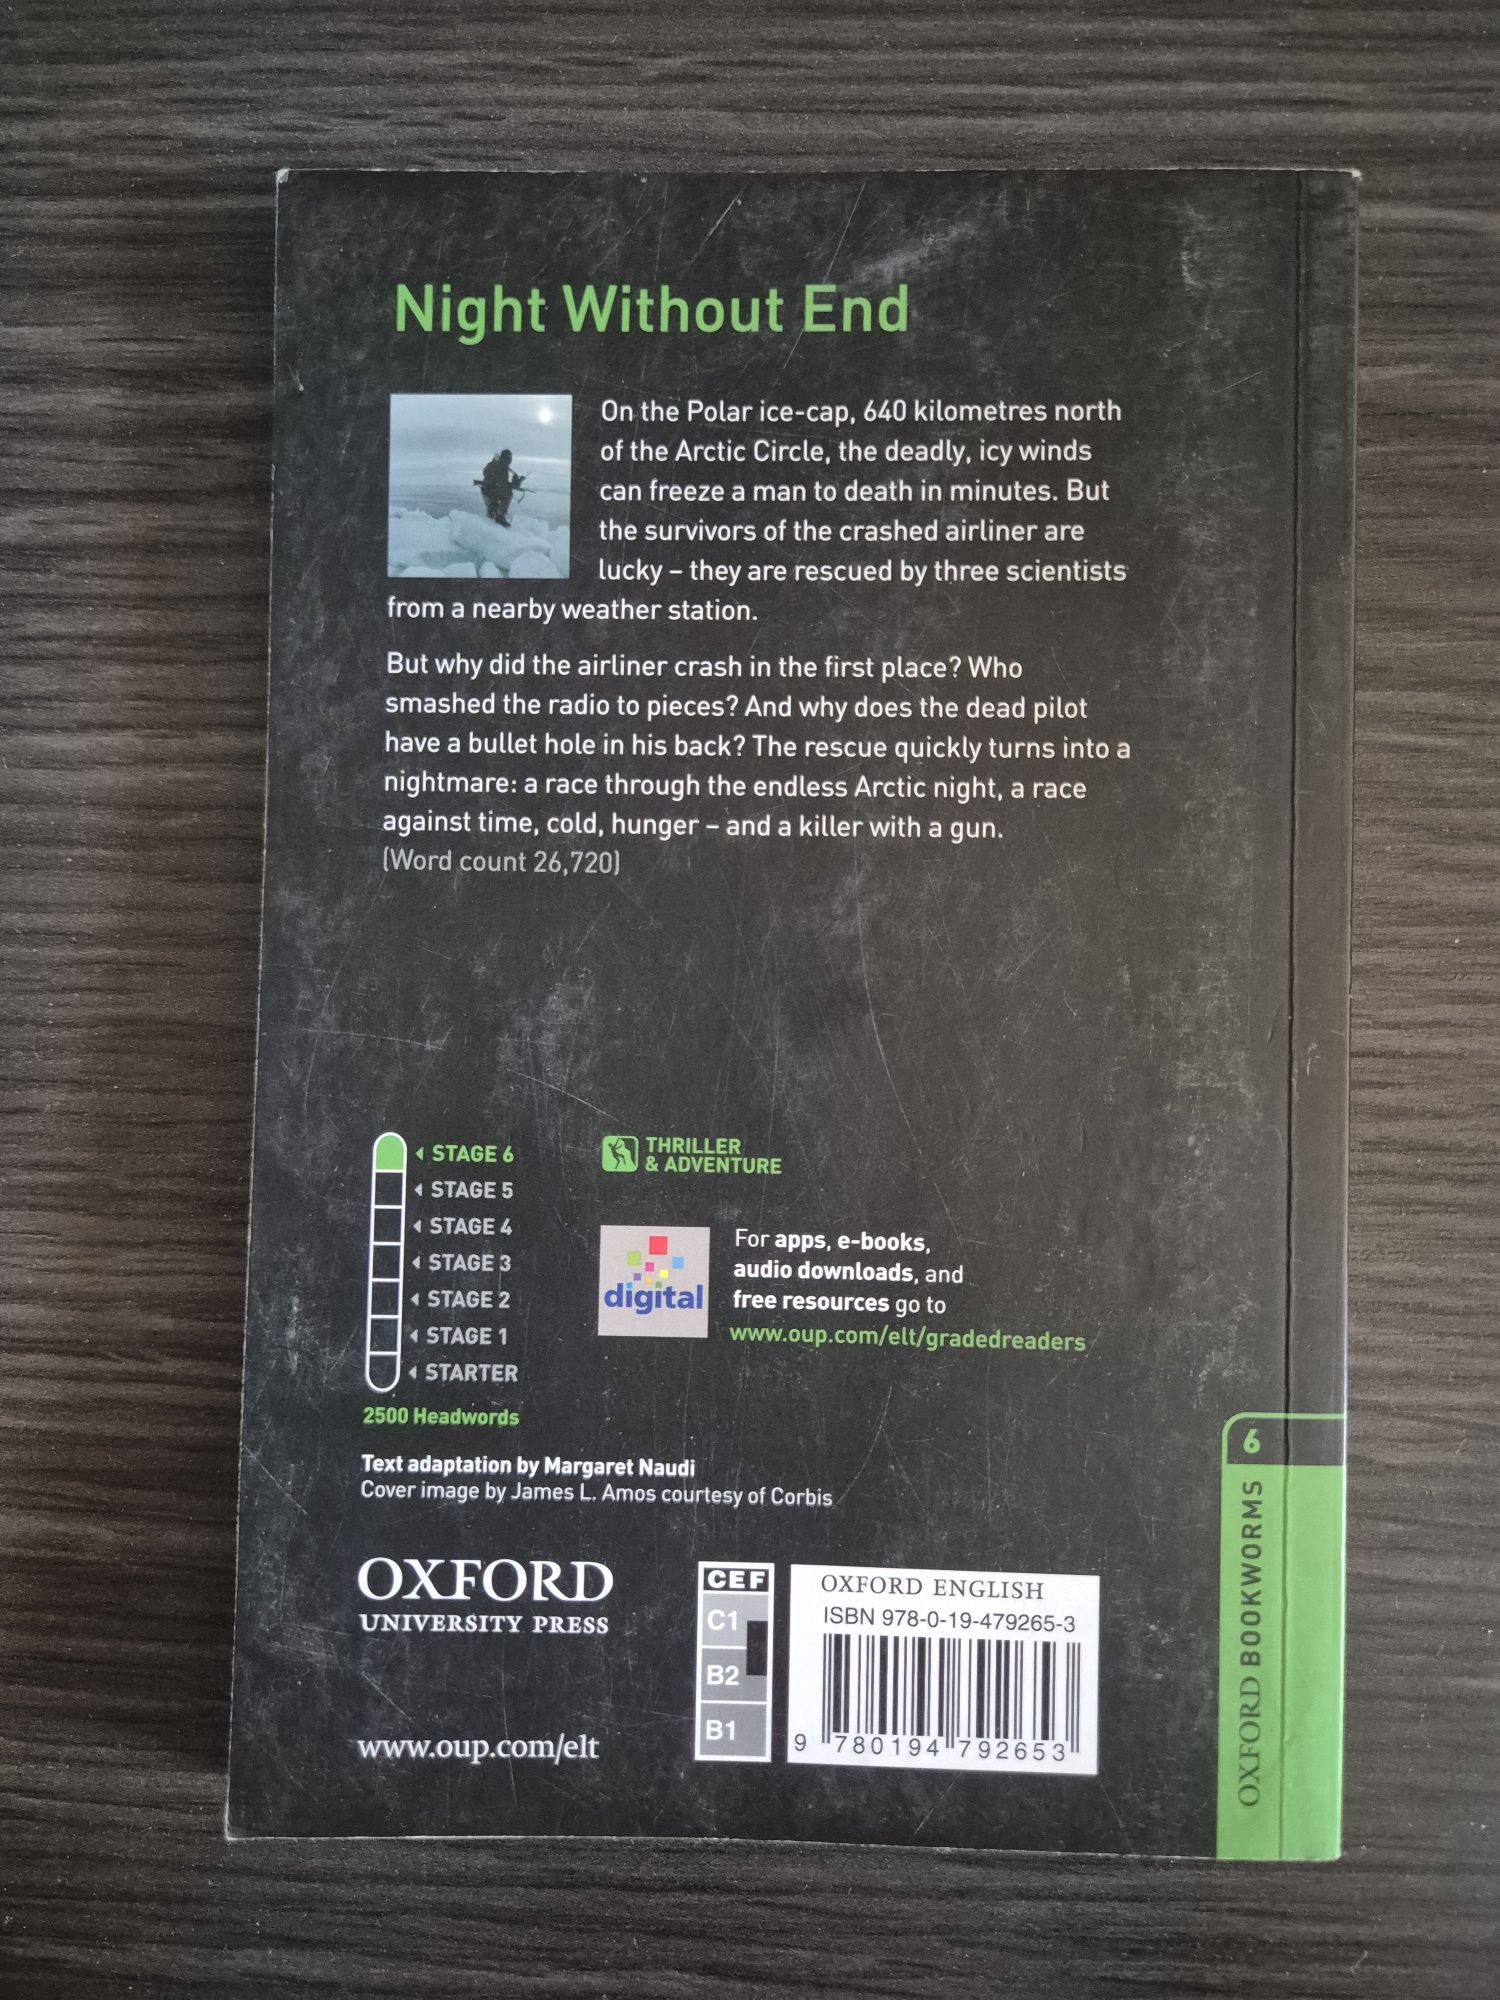 Night Without End
On the Polar ice-cap, 640 kilometres north
of the Arctic Circle, the deadly, icy winds
can freeze a man to death in minutes. But
the survivors of the crashed airliner are
lucky – they are rescued by three scientists
from a nearby weather station.
But why did the airliner crash in the first place? Who
smashed the radio to pieces? And why does the dead pilot
have a bullet hole in his back? The rescue quickly turns into a
nightmare: a race through the endless Arctic night, a race
against time, cold, hunger – and a killer with a gun.
(Word count 26,720)
STAGE 6
STAGE 5
STAGE 4
STAGE 3
STAGE 2
STAGE 1
STARTER
2500 Headwords
THRILLER
& ADVENTURE
digital
For apps, e-books,
audio downloads, and
free resources go to
www.oup.com/elt/gradedreaders
Text adaptation by Margaret Naudi
Cover image by James L. Amos courtesy of Corbis
OXFORD
UNIVERSITY PRESS
www.oup.com/elt
CEF
C1
B2
B1
OXFORD ENGLISH
ISBN 978-0-19-479265-3
9 780194 792653
6
OXFORD BOOKWORMS